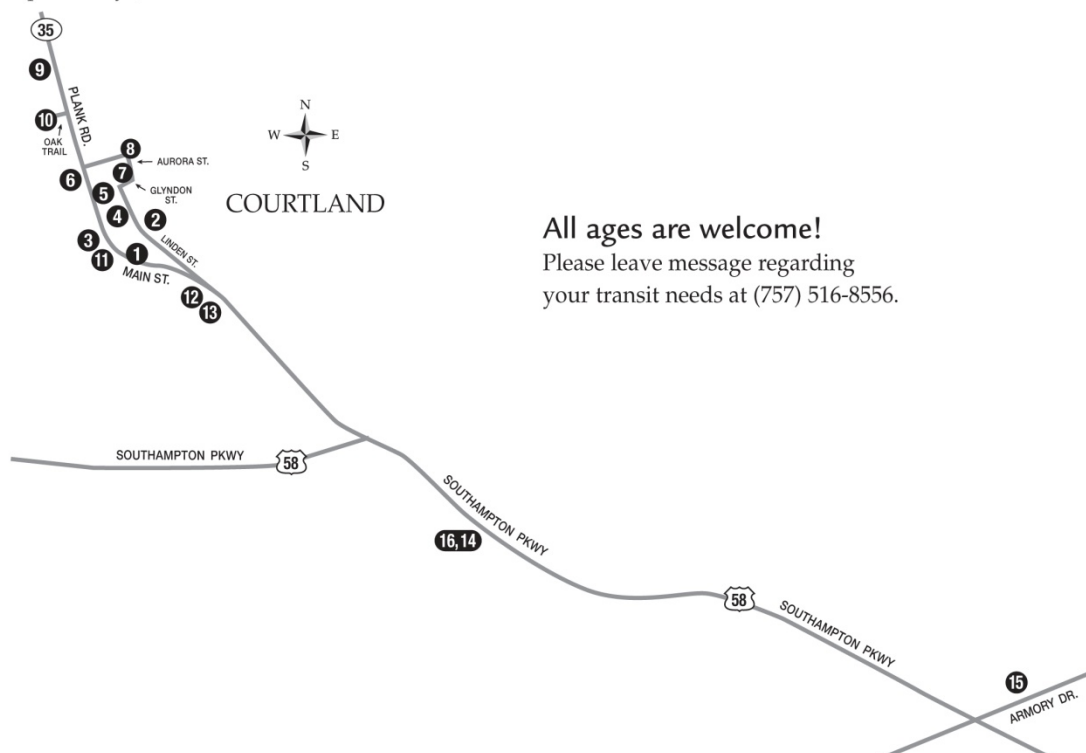 35
9
PLANK RD.
10
OAK
TRAIL
8
AURORA ST.
7
GLYNDON
ST.
6
5
4
2
LINDEN ST.
3
11
1
MAIN ST.
12
13
N
W E
S
COURTLAND
All ages are welcome!
Please leave message regarding
your transit needs at (757) 516-8556.
SOUTHAMPTON PKWY
58
SOUTHAMPTON PKWY
16,14
58
SOUTHAMPTON PKWY
15
ARMORY DR.